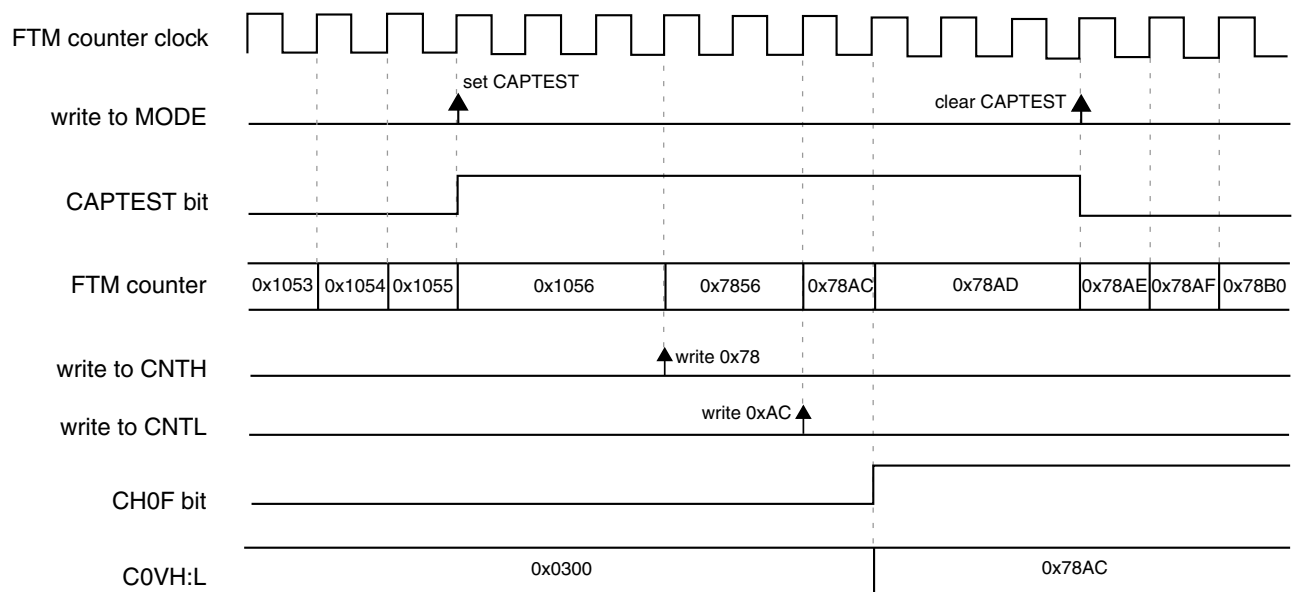 FTM counter clock
set CAPTEST
write to MODE
clear CAPTEST
CAPTEST bit
FTM counter
0x1053 0x1054 0x1055 0x1056 0x7856 0x78AC 0x78AD 0x78AE 0x78AF 0x78B0
write to CNTH
write 0x78
write to CNTL
write 0xAC
CH0F bit
C0VH:L
0x0300
0x78AC